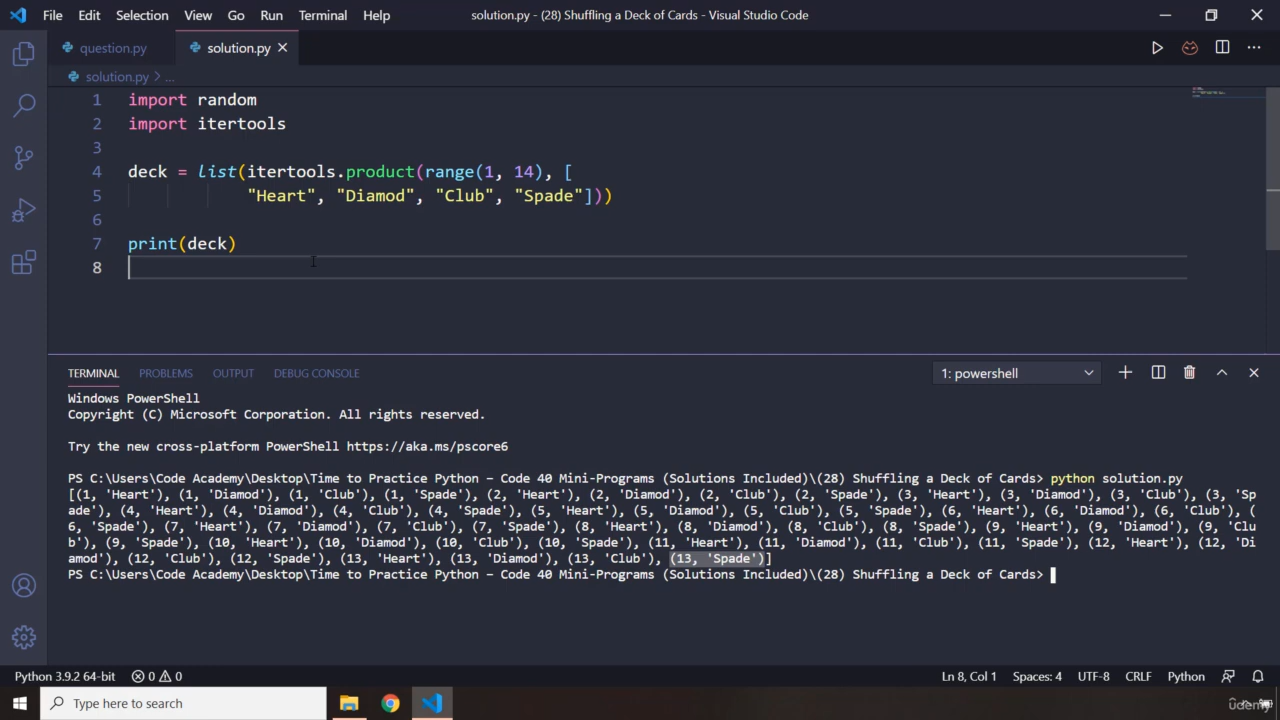 File Edit Selection View Go Run Terminal Help solution.py - (28) Shuffling a Deck of Cards - Visual Studio Code
question.py solution.py
solution.py > ...
1 import random
2 import itertools
3
4 deck = list(itertools.product(range(1, 14), [
5 "Heart", "Diamod", "Club", "Spade"]))
6
7 print(deck)
8
TERMINAL PROBLEMS OUTPUT DEBUG CONSOLE 1: powershell
Windows PowerShell
Copyright (C) Microsoft Corporation. All rights reserved.
Try the new cross-platform PowerShell https://aka.ms/pscore6
PS C:\Users\Code Academy\Desktop\Time to Practice Python – Code 40 Mini-Programs (Solutions Included)\(28) Shuffling a Deck of Cards> python solution.py
[(1, 'Heart'), (1, 'Diamod'), (1, 'Club'), (1, 'Spade'), (2, 'Heart'), (2, 'Diamod'), (2, 'Club'), (2, 'Spade'), (3, 'Heart'), (3, 'Diamod'), (3, 'Club'), (3, 'Sp
ade'), (4, 'Heart'), (4, 'Diamod'), (4, 'Club'), (4, 'Spade'), (5, 'Heart'), (5, 'Diamod'), (5, 'Club'), (5, 'Spade'), (6, 'Heart'), (6, 'Diamod'), (6, 'Club'), (
6, 'Spade'), (7, 'Heart'), (7, 'Diamod'), (7, 'Club'), (7, 'Spade'), (8, 'Heart'), (8, 'Diamod'), (8, 'Club'), (8, 'Spade'), (9, 'Heart'), (9, 'Diamod'), (9, 'Clu
b'), (9, 'Spade'), (10, 'Heart'), (10, 'Diamod'), (10, 'Club'), (10, 'Spade'), (11, 'Heart'), (11, 'Diamod'), (11, 'Club'), (11, 'Spade'), (12, 'Heart'), (12, 'Di
amod'), (12, 'Club'), (12, 'Spade'), (13, 'Heart'), (13, 'Diamod'), (13, 'Club'), (13, 'Spade')]
PS C:\Users\Code Academy\Desktop\Time to Practice Python – Code 40 Mini-Programs (Solutions Included)\(28) Shuffling a Deck of Cards>
Python 3.9.2 64-bit 0 0 Ln 8, Col 1 Spaces: 4 UTF-8 CRLF Python
Type here to search udemy